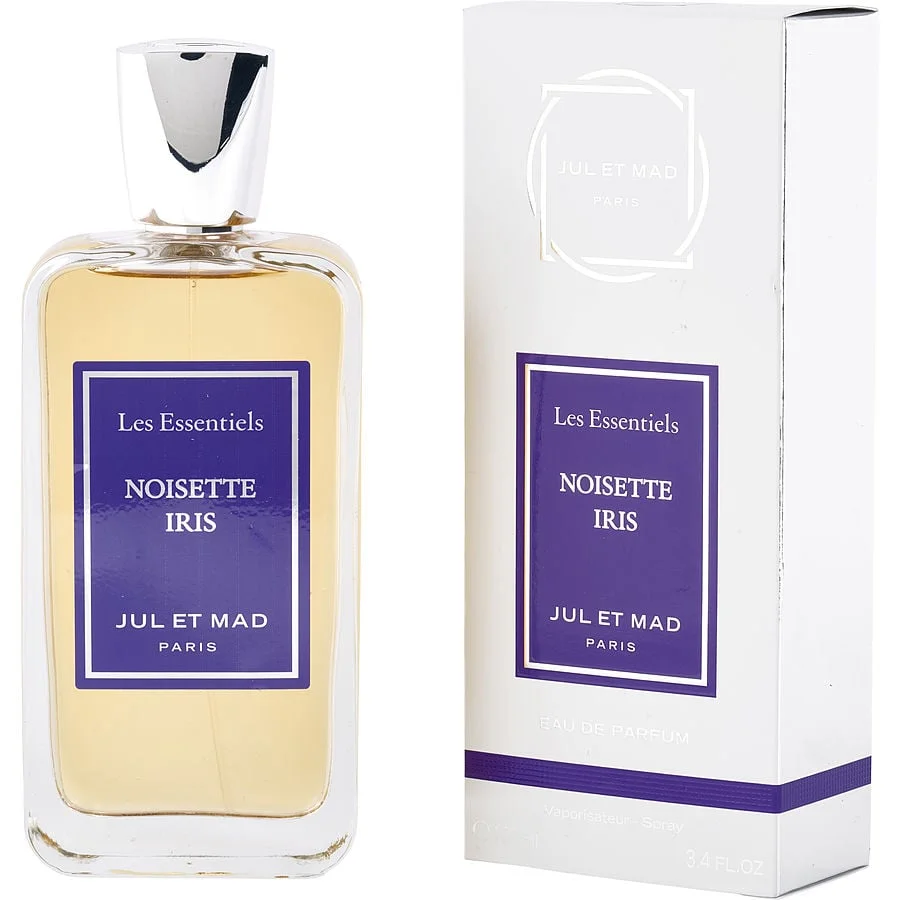 Les Essentiels
NOISETTE
IRIS
JUL ET MAD
PARIS
JUL ET MAD
PARIS
Les Essentiels
NOISETTE
IRIS
JUL ET MAD
PARIS
EAU DE PARFUM
Vaporisateur - Spray
3.4 FL.OZ